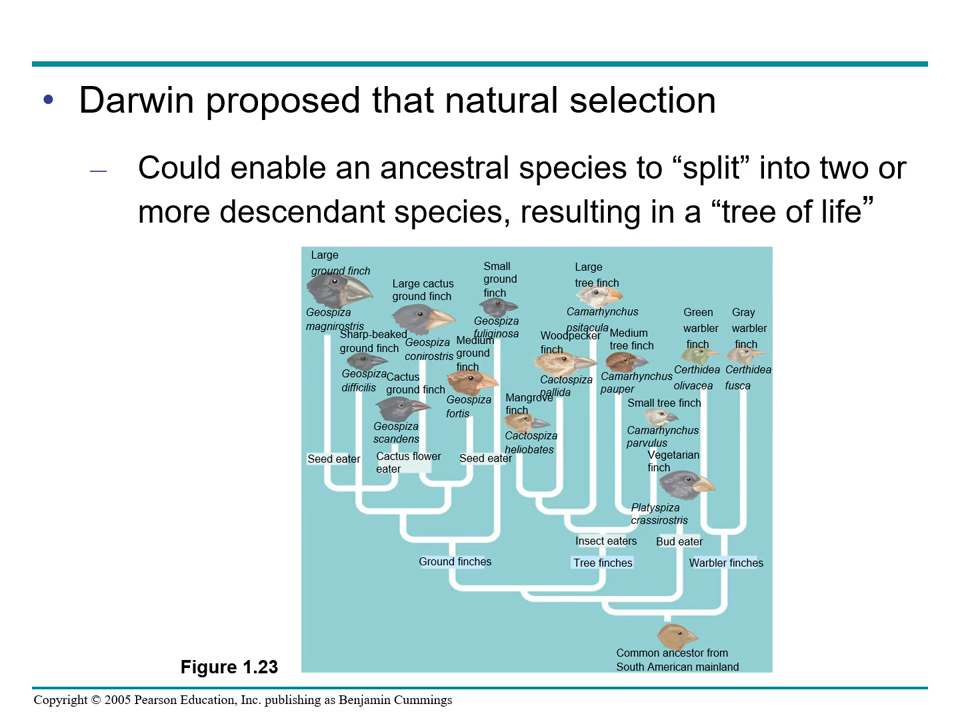 • Darwin proposed that natural selection
– Could enable an ancestral species to “split” into two or
more descendant species, resulting in a “tree of life”
Large
ground finch
Geospiza
magnirostris
Large cactus
ground finch
Geospiza
conirostris
Small
ground
finch
Geospiza
fuliginosa
Large
tree finch
Camarhynchus
psitacula
Green
warbler
finch
Certhidea
olivacea
Gray
warbler
finch
Certhidea
fusca
Sharp-beaked
ground finch
Geospiza
difficilis
Cactus
ground finch
Geospiza
scandens
Medium
ground
finch
Geospiza
fortis
Woodpecker
finch
Cactospiza
pallida
Medium
tree finch
Camarhynchus
pauper
Mangrove
finch
Cactospiza
heliobates
Small tree finch
Camarhynchus
parvulus
Vegetarian
finch
Platyspiza
crassirostris
Seed eater
Cactus flower
eater
Seed eater
Insect eaters
Bud eater
Ground finches
Tree finches
Warbler finches
Common ancestor from
South American mainland
Figure 1.23
Copyright © 2005 Pearson Education, Inc. publishing as Benjamin Cummings